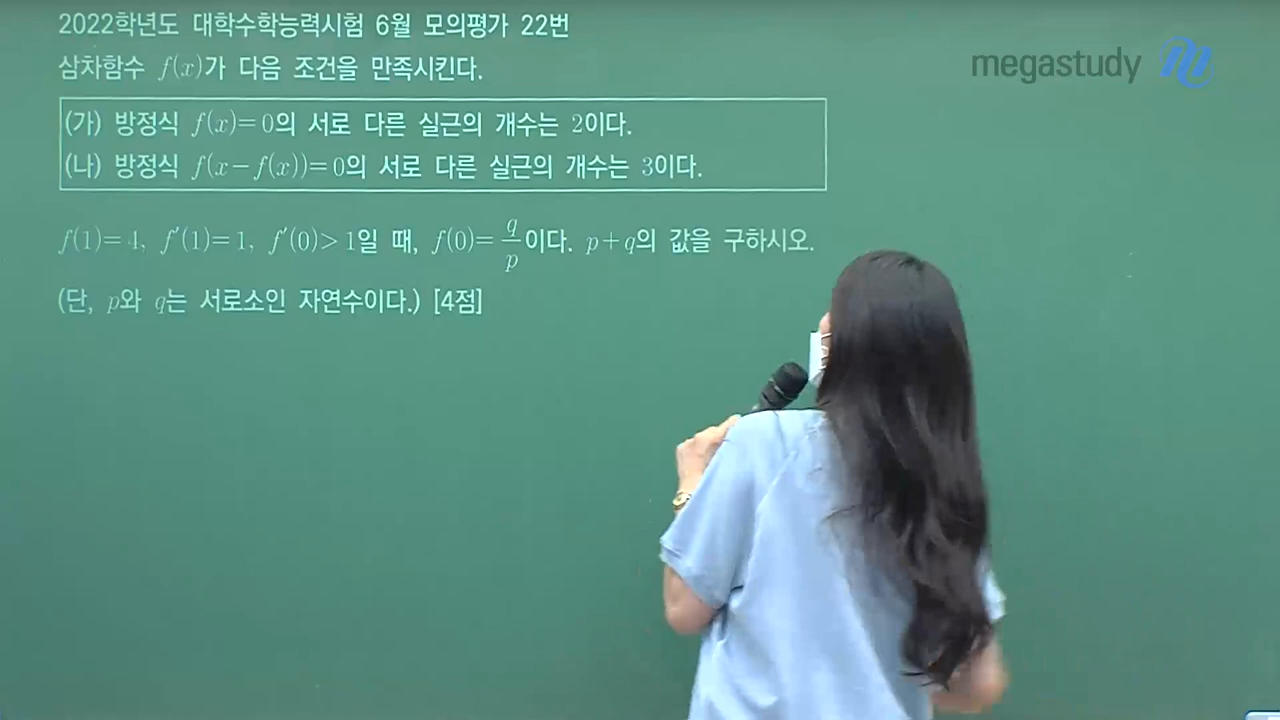 2022학년도 대학수학능력시험 6월 모의평가 22번
megastudy
삼차함수 f(x)가 다음 조건을 만족시킨다.
(가) 방정식 f(x)=0의 서로 다른 실근의 개수는 2이다.
(나) 방정식 f(x-f(x))=0의 서로 다른 실근의 개수는 3이다.
f(1)=4, f'(1)=1, f'(0)>1일 때, f(0)=q/p이다. p+q의 값을 구하시오.
(단, p와 q는 서로소인 자연수이다.) [4점]